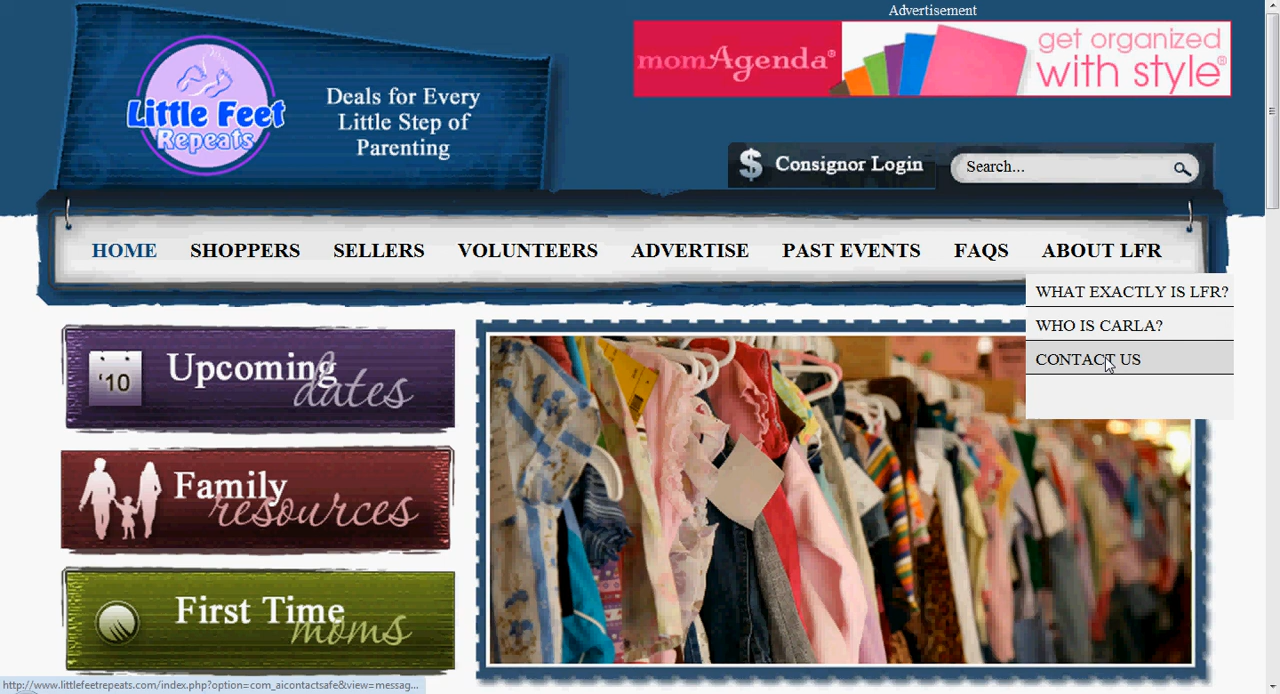 Advertisement
momAgenda®
get organized
with style®
Little Feet
Repeats
Deals for Every
Little Step of
Parenting
$ Consignor Login
Search...
HOME SHOPPERS SELLERS VOLUNTEERS ADVERTISE PAST EVENTS FAQS ABOUT LFR
WHAT EXACTLY IS LFR?
WHO IS CARLA?
CONTACT US
'10
Upcoming
dates
Family
resources
First Time
moms
http://www.littlefeetrepeats.com/index.php?option=com_aicontactsafe&view=messag...